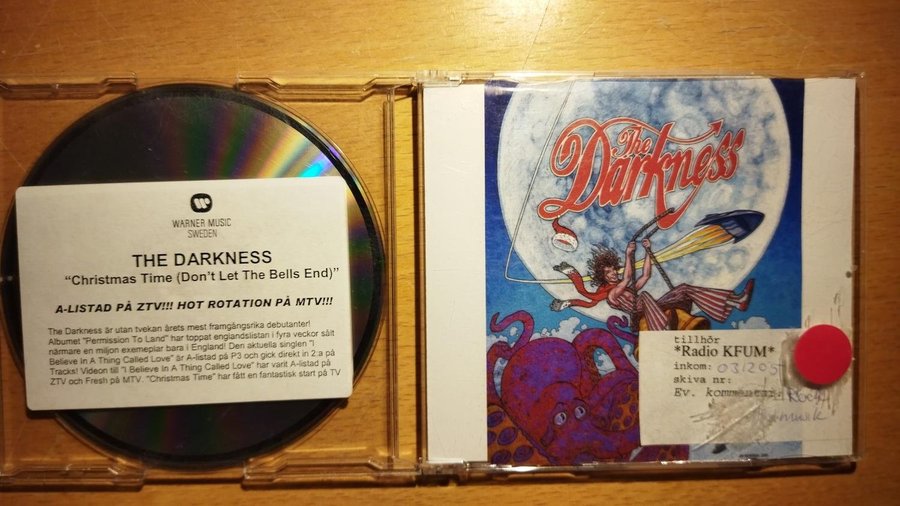 WARNER MUSIC
SWEDEN
THE DARKNESS
“Christmas Time (Don't Let The Bells End)”
A-LISTAD PÅ ZTV!!! HOT ROTATION PÅ MTV!!!
The Darkness är utan tvekan årets mest framgångsrika debutanter!
Albumet "Permission To Land" har toppat englandslistan i fyra veckor sålt
närmare en miljon exemeplar bara i England! Den aktuella singlen "I
Believe In A Thing Called Love" är A-listad på P3 och gick direkt in 2:a på
Tracks! Videon till "I Believe In A Thing Called Love" har varit A-listad på
ZTV och Fresh på MTV. "Christmas Time" har fått en fantastisk start på TV
The
Darkness
tillhör
*Radio KFUM*
inkom: 031205
skiva nr:
Ev. kommentar: Rock
musik